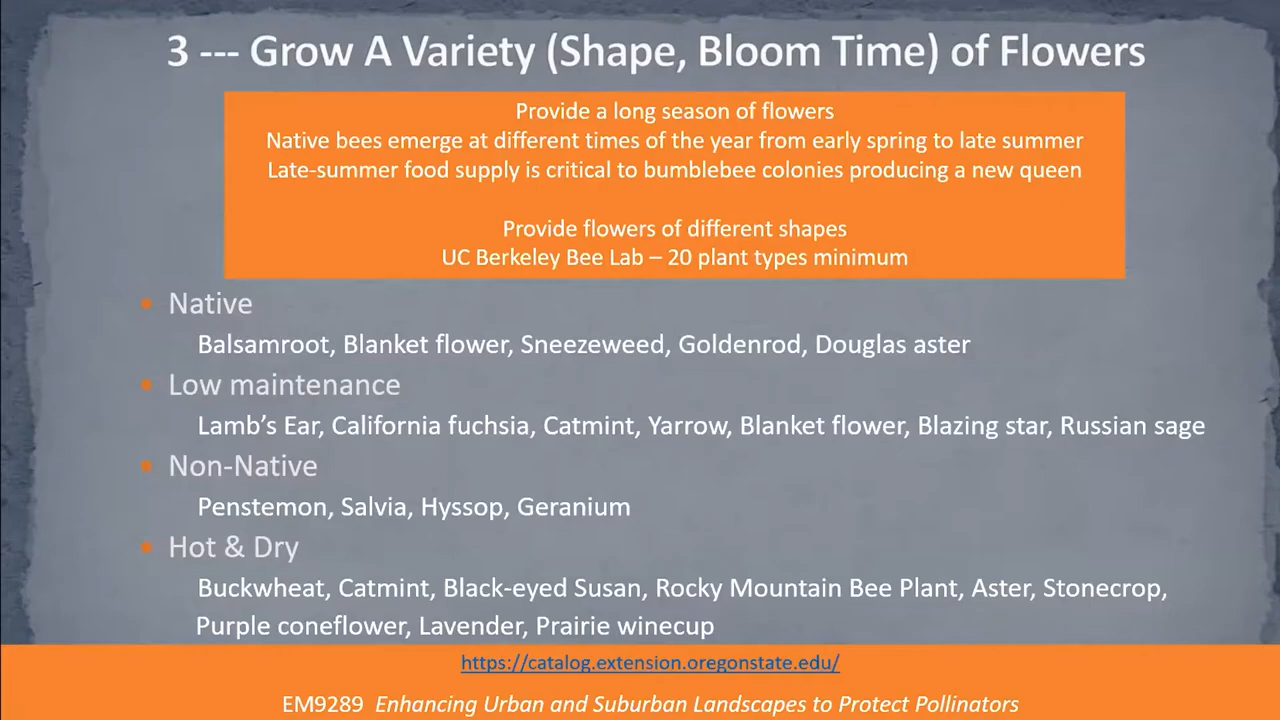 3 --- Grow A Variety (Shape, Bloom Time) of Flowers
Provide a long season of flowers
Native bees emerge at different times of the year from early spring to late summer
Late-summer food supply is critical to bumblebee colonies producing a new queen
Provide flowers of different shapes
UC Berkeley Bee Lab – 20 plant types minimum
• Native
Balsamroot, Blanket flower, Sneezeweed, Goldenrod, Douglas aster
• Low maintenance
Lamb’s Ear, California fuchsia, Catmint, Yarrow, Blanket flower, Blazing star, Russian sage
• Non-Native
Penstemon, Salvia, Hyssop, Geranium
• Hot & Dry
Buckwheat, Catmint, Black-eyed Susan, Rocky Mountain Bee Plant, Aster, Stonecrop,
Purple coneflower, Lavender, Prairie winecup
https://catalog.extension.oregonstate.edu/
EM9289 Enhancing Urban and Suburban Landscapes to Protect Pollinators